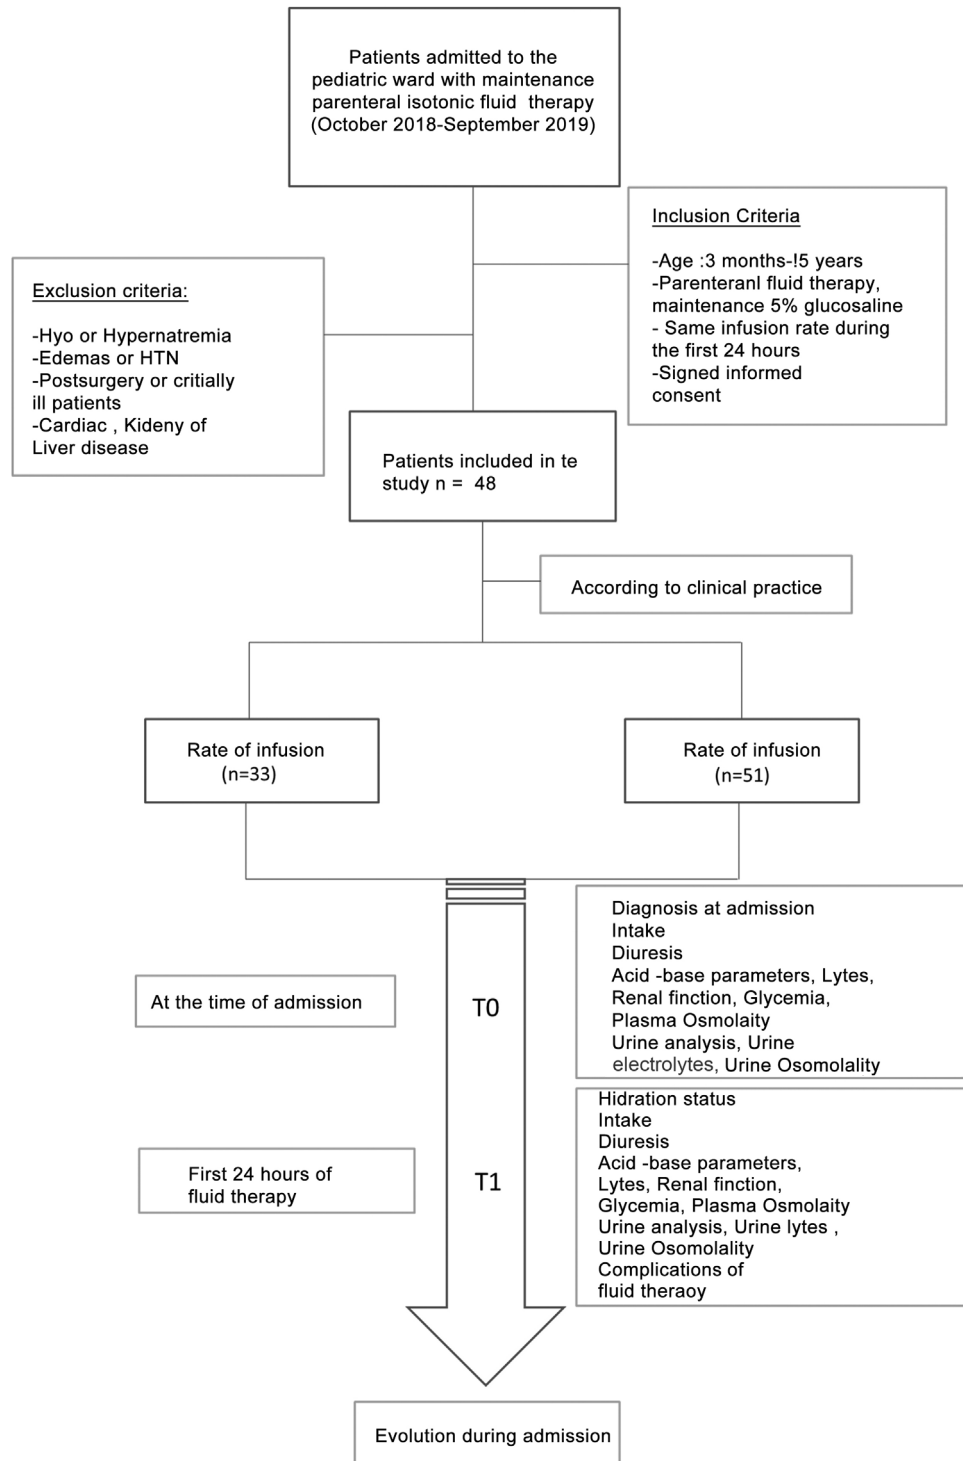 Patients admitted to the
pediatric ward with maintenance
parenteral isotonic fluid therapy
(October 2018-September 2019)
Inclusion Criteria
-Age :3 months-!5 years
-Parenteranl fluid therapy,
maintenance 5% glucosaline
- Same infusion rate during
the first 24 hours
-Signed informed
consent
Exclusion criteria:
-Hyo or Hypernatremia
-Edemas or HTN
-Postsurgery or critially
ill patients
-Cardiac , Kideny of
Liver disease
Patients included in te
study n = 48
According to clinical practice
Rate of infusion
(n=33)
Rate of infusion
(n=51)
At the time of admission
T0
Diagnosis at admission
Intake
Diuresis
Acid -base parameters, Lytes,
Renal finction, Glycemia,
Plasma Osmolaity
Urine analysis, Urine
electrolytes, Urine Osomolality
First 24 hours of
fluid therapy
T1
Hidration status
Intake
Diuresis
Acid -base parameters,
Lytes, Renal finction,
Glycemia, Plasma Osmolaity
Urine analysis, Urine lytes ,
Urine Osomolality
Complications of
fluid theraoy
Evolution during admission